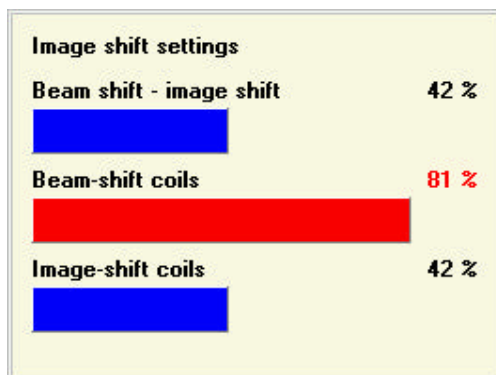 Image shift settings
Beam shift - image shift 42 %
Beam-shift coils 81 %
Image-shift coils 42 %